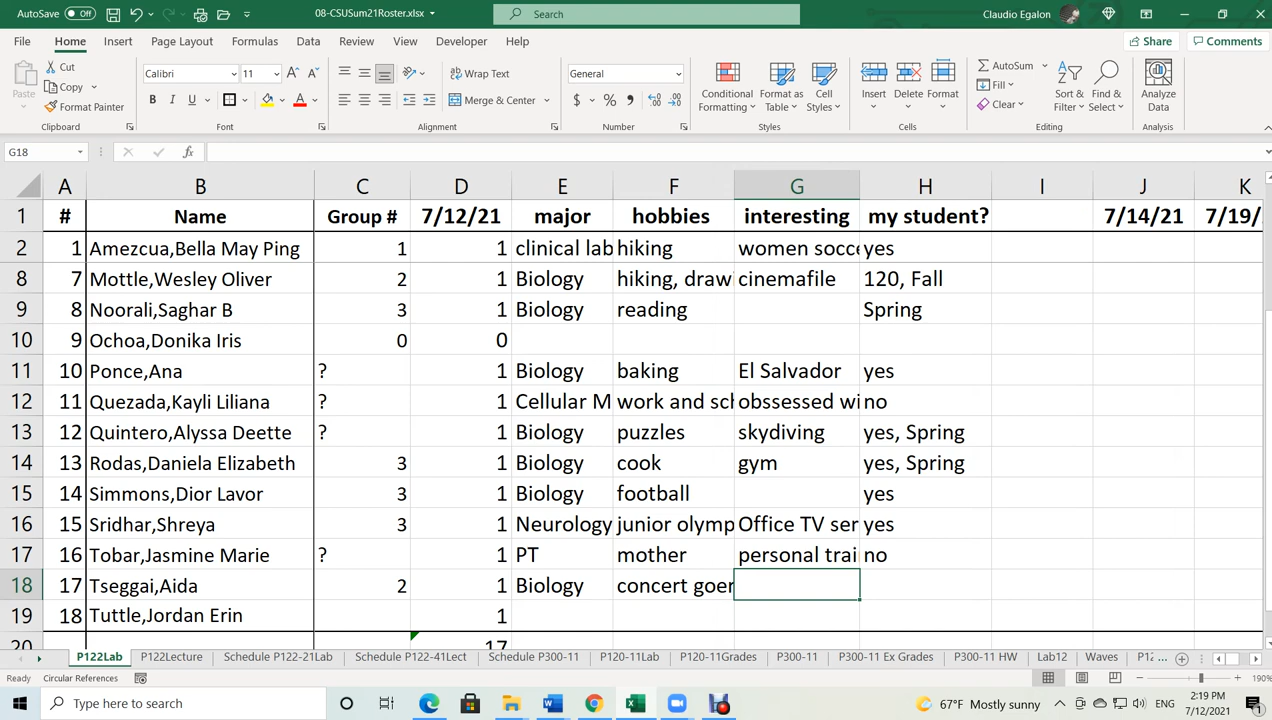 AutoSave Off 08-CSUSum21Roster.xlsx Search Claudio Egalon
File Home Insert Page Layout Formulas Data Review View Developer Help Share Comments
Paste Cut Copy Format Painter Calibri 11 B I U Wrap Text Merge & Center General $ % Conditional Formatting Format as Table Cell Styles Insert Delete Format AutoSum Fill Clear Sort & Filter Find & Select Analyze Data
Clipboard Font Alignment Number Styles Cells Editing Analysis
G18 fx
A B C D E F G H I J K
1 # Name Group # 7/12/21 major hobbies interesting my student? 7/14/21 7/19/
2 1 Amezcua,Bella May Ping 1 1 clinical lab hiking women socce yes
8 7 Mottle,Wesley Oliver 2 1 Biology hiking, drawi cinemafile 120, Fall
9 8 Noorali,Saghar B 3 1 Biology reading Spring
10 9 Ochoa,Donika Iris 0 0
11 10 Ponce,Ana ? 1 Biology baking El Salvador yes
12 11 Quezada,Kayli Liliana ? 1 Cellular M work and sch obssessed wi no
13 12 Quintero,Alyssa Deette ? 1 Biology puzzles skydiving yes, Spring
14 13 Rodas,Daniela Elizabeth 3 1 Biology cook gym yes, Spring
15 14 Simmons,Dior Lavor 3 1 Biology football yes
16 15 Sridhar,Shreya 3 1 Neurology junior olymp Office TV ser yes
17 16 Tobar,Jasmine Marie ? 1 PT mother personal trai no
18 17 Tseggai,Aida 2 1 Biology concert goer
19 18 Tuttle,Jordan Erin 1
20 17
P122Lab P122Lecture Schedule P122-21Lab Schedule P122-41Lect Schedule P300-11 P120-11Lab P120-11Grades P300-11 P300-11 Ex Grades P300-11 HW Lab12 Waves P12 ...
Ready Circular References 190%
Type here to search 67°F Mostly sunny ENG 2:19 PM
7/12/2021